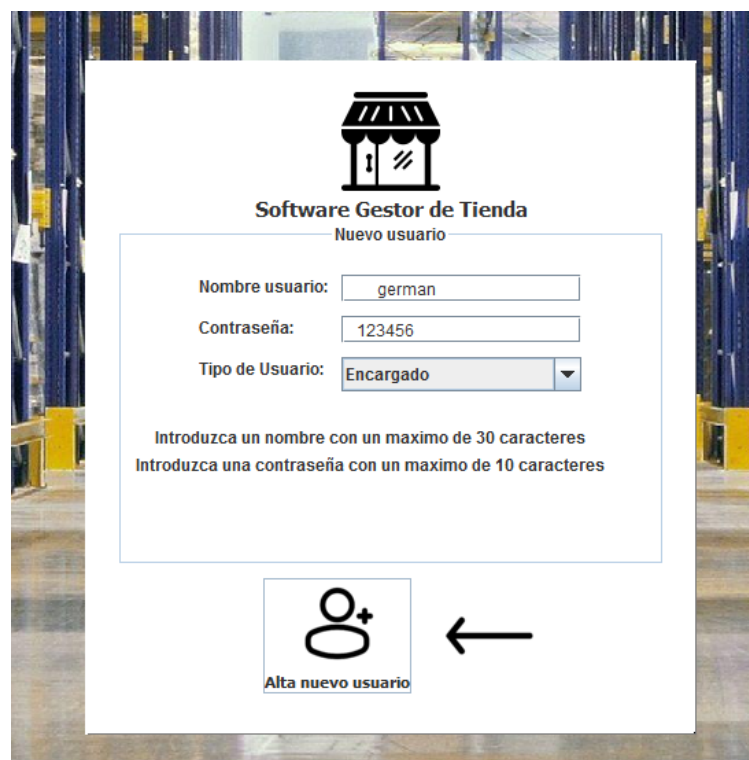 Software Gestor de Tienda
Nuevo usuario
Nombre usuario: german
Contraseña: 123456
Tipo de Usuario: Encargado
Introduzca un nombre con un maximo de 30 caracteres
Introduzca una contraseña con un maximo de 10 caracteres
Alta nuevo usuario